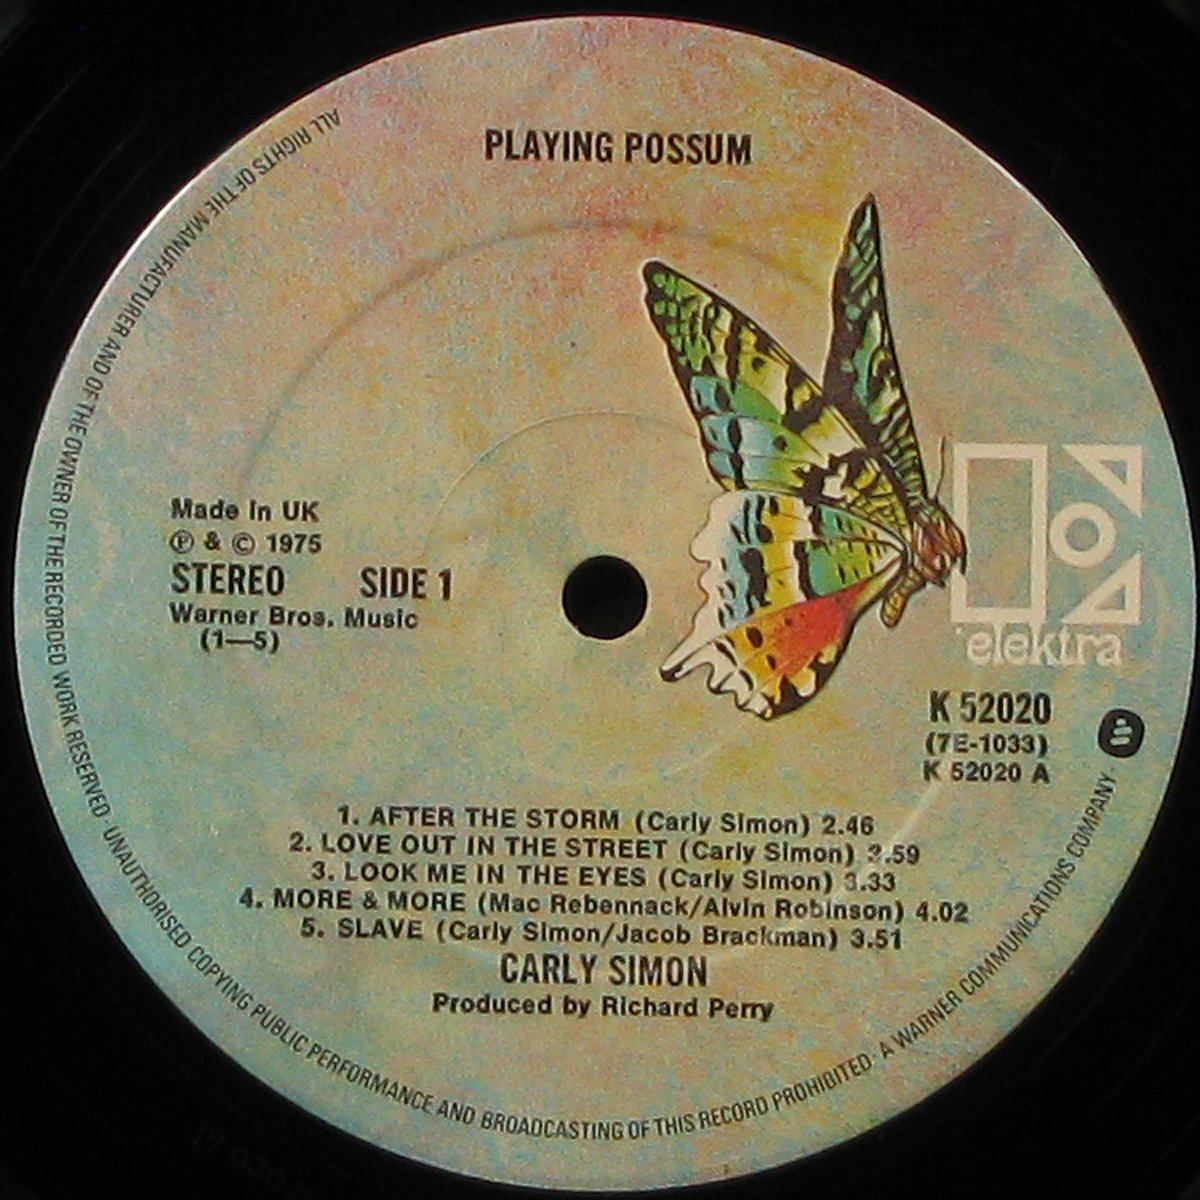 PLAYING POSSUM
Made in UK
Ⓟ & © 1975
STEREO SIDE 1
Warner Bros. Music
(1—5)
elektra
K 52020
(7E-1033)
K 52020 A
1. AFTER THE STORM (Carly Simon) 2.46
2. LOVE OUT IN THE STREET (Carly Simon) 3.59
3. LOOK ME IN THE EYES (Carly Simon) 3.33
4. MORE & MORE (Mac Rebennack/Alvin Robinson) 4.02
5. SLAVE (Carly Simon/Jacob Brackman) 3.51
CARLY SIMON
Produced by Richard Perry
ALL RIGHTS OF THE MANUFACTURER AND OF THE OWNER OF THE RECORDED WORK RESERVED UNAUTHORISED COPYING PUBLIC PERFORMANCE AND BROADCASTING OF THIS RECORD PROHIBITED · A WARNER COMMUNICATIONS COMPANY